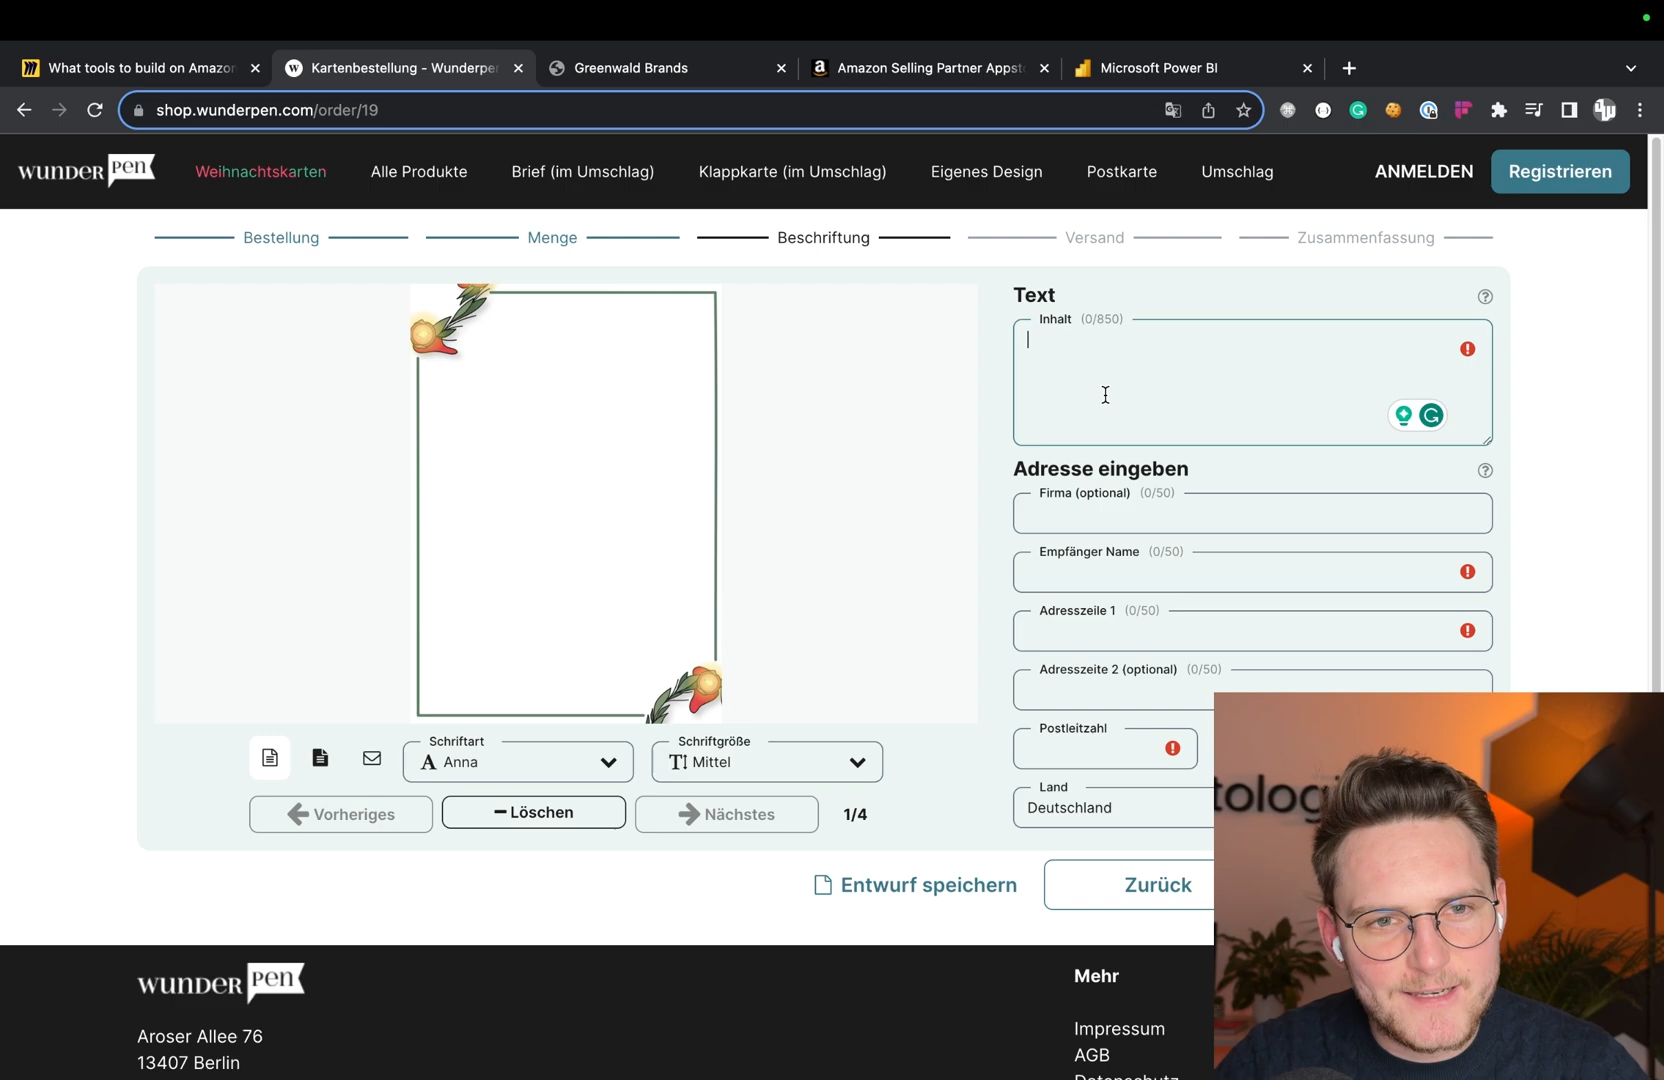 What tools to build on Amazon
Kartenbestellung - Wunderpen
Greenwald Brands
Amazon Selling Partner Appsto
Microsoft Power BI
shop.wunderpen.com/order/19
wunder pen
Weihnachtskarten
Alle Produkte
Brief (im Umschlag)
Klappkarte (im Umschlag)
Eigenes Design
Postkarte
Umschlag
ANMELDEN
Registrieren
Bestellung
Menge
Beschriftung
Versand
Zusammenfassung
Text
Inhalt (0/850)
Adresse eingeben
Firma (optional) (0/50)
Empfänger Name (0/50)
Adresszeile 1 (0/50)
Adresszeite 2 (optional) (0/50)
Postleitzahl
Land
Deutschland
Schriftart
A Anna
Schriftgröße
Mittel
Vorheriges
Löschen
Nächstes
1/4
Entwurf speichern
Zurück
wunder pen
Aroser Allee 76
13407 Berlin
Mehr
Impressum
AGB
tologi